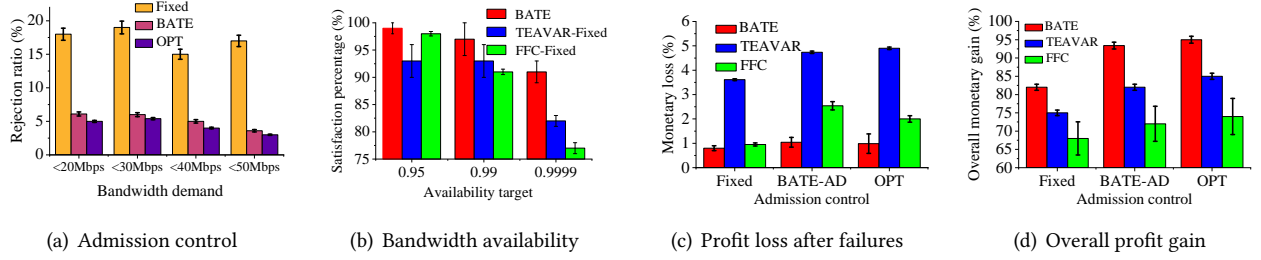 Fixed
BATE
OPT
Rejection ratio (%)
20
15
10
5
0
<20Mbps <30Mbps <40Mbps <50Mbps
Bandwidth demand
(a) Admission control
BATE
TEAVAR-Fixed
FFC-Fixed
Satisfaction percentage (%)
100
95
90
85
80
75
0.95 0.99 0.9999
Availability target
(b) Bandwidth availability
BATE
TEAVAR
FFC
Monetary loss (%)
6
5
4
3
2
1
0
Fixed BATE-AD OPT
Admission control
(c) Profit loss after failures
BATE
TEAVAR
FFC
Overall monetary gain (%)
100
95
90
85
80
75
70
65
60
Fixed BATE-AD OPT
Admission control
(d) Overall profit gain